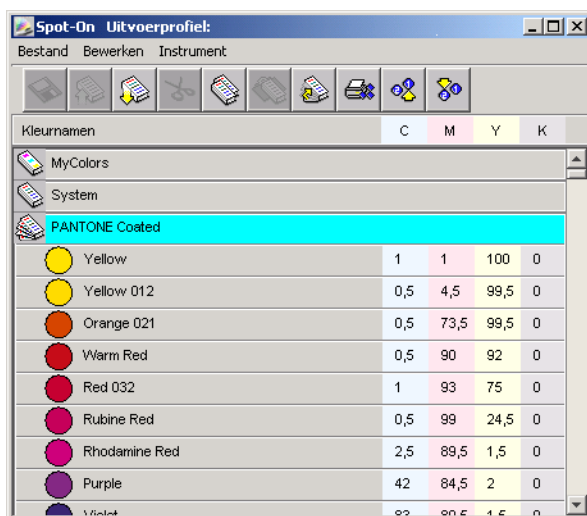 Spot-On Uitvoerprofiel:
Bestand Bewerken Instrument
Kleurnamen C M Y K
MyColors
System
PANTONE Coated
Yellow 1 1 100 0
Yellow 012 0,5 4,5 99,5 0
Orange 021 0,5 73,5 99,5 0
Warm Red 0,5 90 92 0
Red 032 1 93 75 0
Rubine Red 0,5 99 24,5 0
Rhodamine Red 2,5 89,5 1,5 0
Purple 42 84,5 2 0
Violet